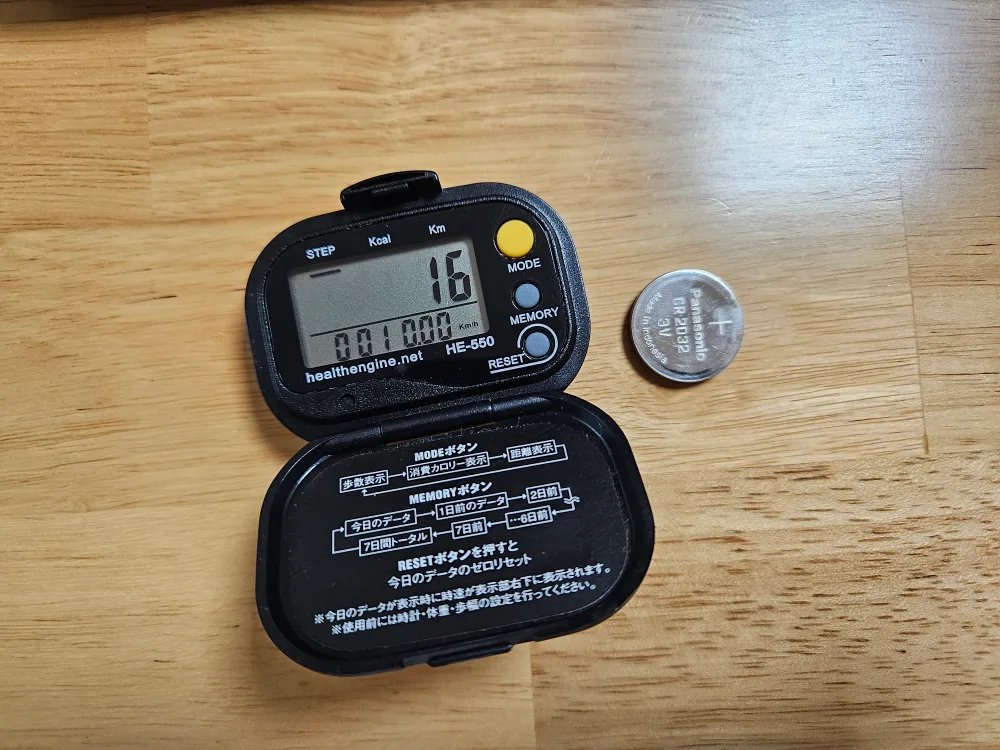 STEP Kcal Km
16
0010.00 Km/h
healthengine.net HE-550
MODE
MEMORY
RESET
MODEボタン
歩数表示 消費カロリー表示 距離表示
MEMORYボタン
今日のデータ 1日前のデータ 2日前
7日間トータル 7日前 …6日前
RESETボタンを押すと
今日のデータのゼロリセット
※今日のデータが表示時に時速が表示部右下に表示されます。
※使用前には時計・体重・歩幅の設定を行ってください。
+
Panasonic
CR2032
3V
Made in Indonesia